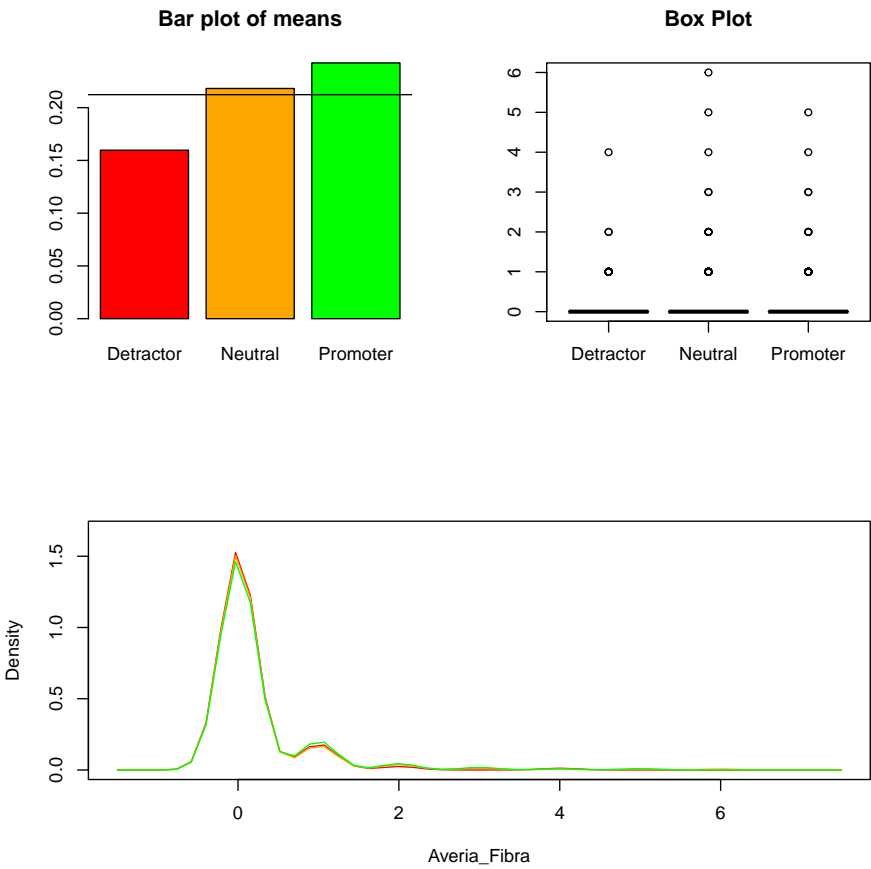 Bar plot of means
0.00
0.05
0.10
0.15
0.20
Detractor Neutral Promoter
Box Plot
0
1
2
3
4
5
6
Detractor Neutral Promoter
Density
0.0
0.5
1.0
1.5
0 2 4 6
Averia_Fibra